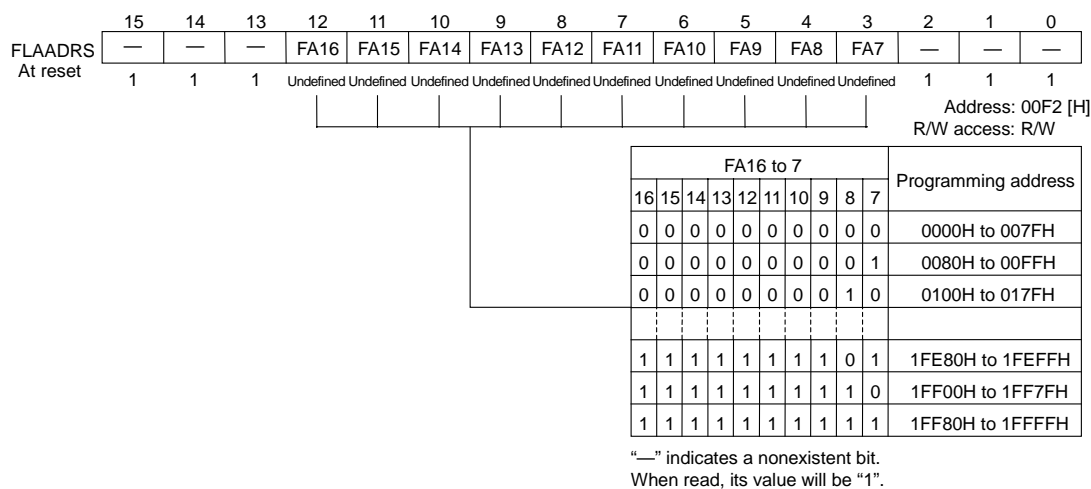 15 14 13 12 11 10 9 8 7 6 5 4 3 2 1 0
FLAADRS — — — FA16 FA15 FA14 FA13 FA12 FA11 FA10 FA9 FA8 FA7 — — —
At reset 1 1 1 Undefined Undefined Undefined Undefined Undefined Undefined Undefined Undefined Undefined Undefined 1 1 1
Address: 00F2 [H]
R/W access: R/W
FA16 to 7 Programming address
16 15 14 13 12 11 10 9 8 7
0 0 0 0 0 0 0 0 0 0 0000H to 007FH
0 0 0 0 0 0 0 0 0 1 0080H to 00FFH
0 0 0 0 0 0 0 0 1 0 0100H to 017FH
1 1 1 1 1 1 1 1 0 1 1FE80H to 1FEFFH
1 1 1 1 1 1 1 1 1 0 1FF00H to 1FF7FH
1 1 1 1 1 1 1 1 1 1 1FF80H to 1FFFFH
“—” indicates a nonexistent bit.
When read, its value will be “1”.